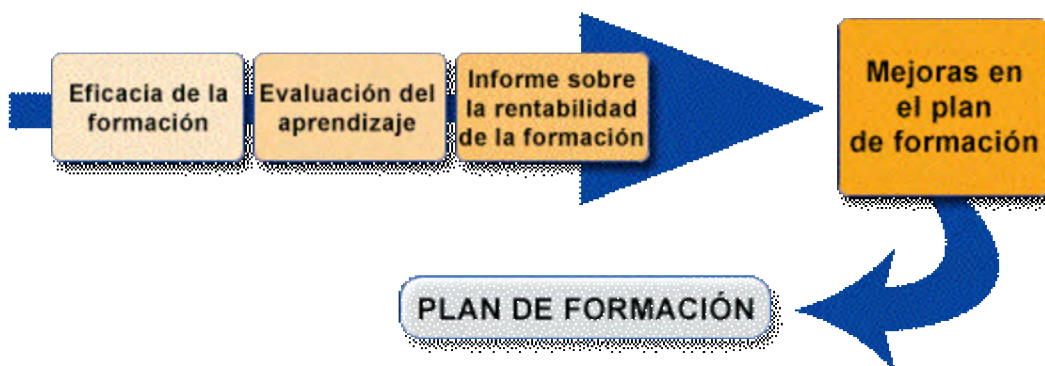 Eficacia de la
formación
Evaluación del
aprendizaje
Informe sobre
la rentabilidad
de la formación
Mejoras en
el plan
de formación
PLAN DE FORMACIÓN